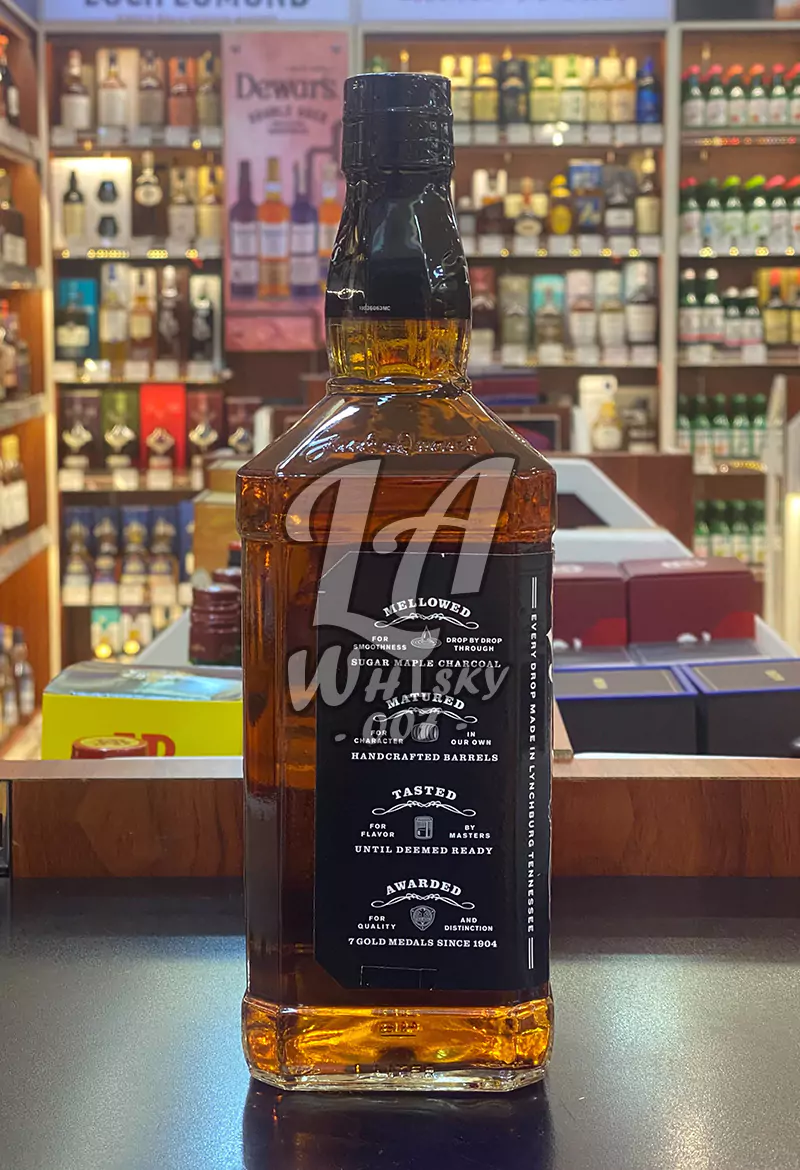 LOCH LOMOND
Dewar's
DOUBLE AGED
Jack Daniel's
LA
WHISKY
- 007 -
MELLOWED
FOR SMOOTHNESS
DROP BY DROP THROUGH
SUGAR MAPLE CHARCOAL
MATURED
FOR CHARACTER
IN OUR OWN
HANDCRAFTED BARRELS
TASTED
FOR FLAVOR
BY MASTERS
UNTIL DEEMED READY
AWARDED
FOR QUALITY
AND DISTINCTION
7 GOLD MEDALS SINCE 1904
EVERY DROP MADE IN LYNCHBURG TENNESSEE
1 LITER